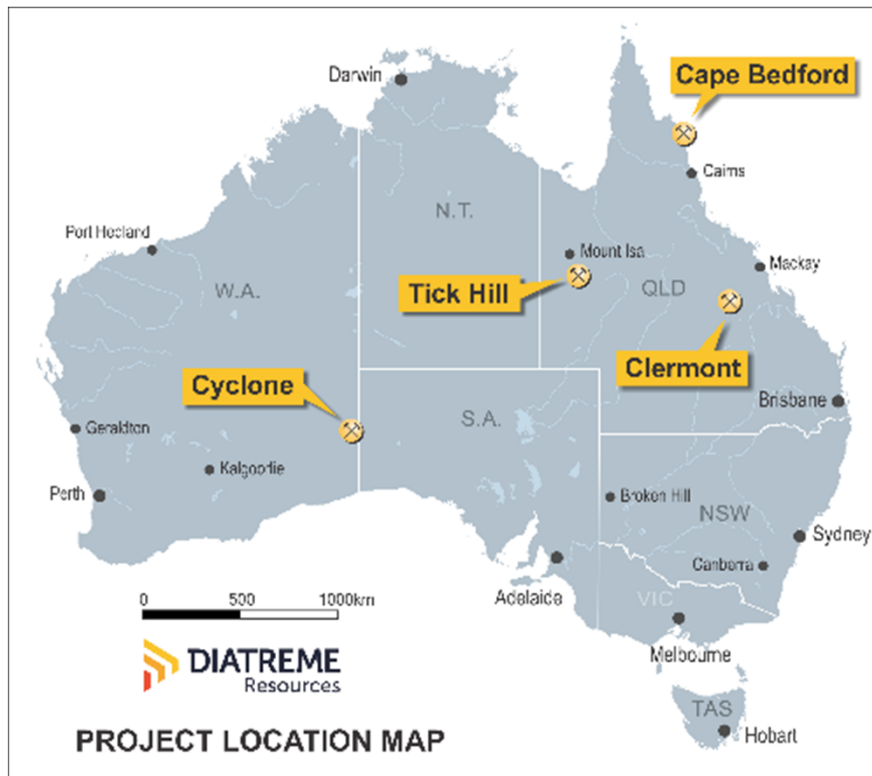 Darwin
Cape Bedford
Cairns
N.T.
Port Hedland
Mount Isa
Mackay
W.A.
Tick Hill
QLD
Clermont
Cyclone
Brisbane
S.A.
Geraldton
Kalgoorlie
Perth
Broken Hill
NSW
Sydney
Canberra
Adelaide
VIC
Melbourne
0 500 1000km
DIATREME
Resources
TAS
Hobart
PROJECT LOCATION MAP